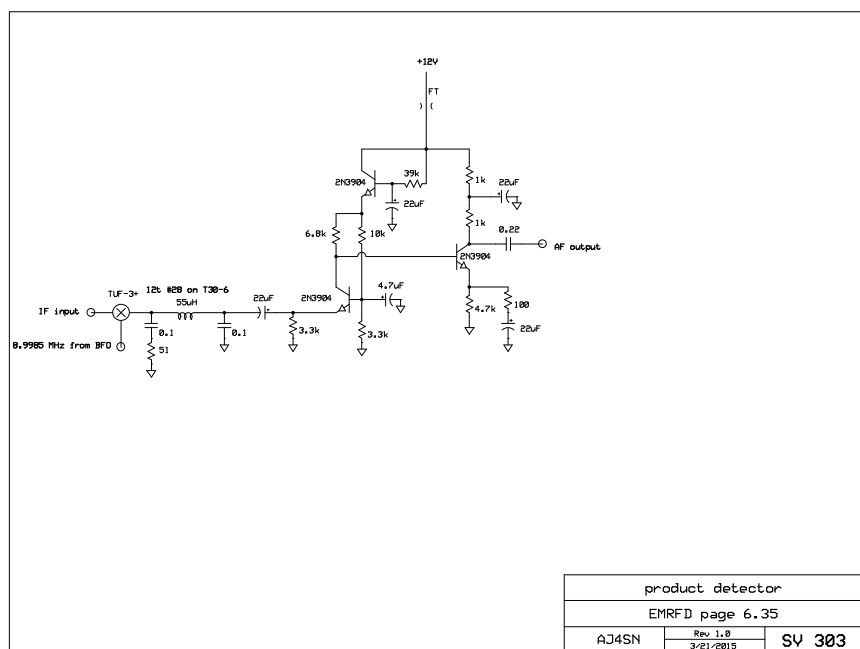 +12V
FT
) (
39k
1k
22uF
2N3904
22uF
1k
6.8k
10k
0.22
AF output
2N3904
TUF-3+
12t #28 on T30-6
55uH
22uF
2N3904
4.7uF
IF input
0.1
0.1
3.3k
3.3k
4.7k
100
22uF
8.9985 MHz from BFO
51
product detector
EMRFD page 6.35
AJ4SN
Rev 1.0
3/21/2015
SV 303